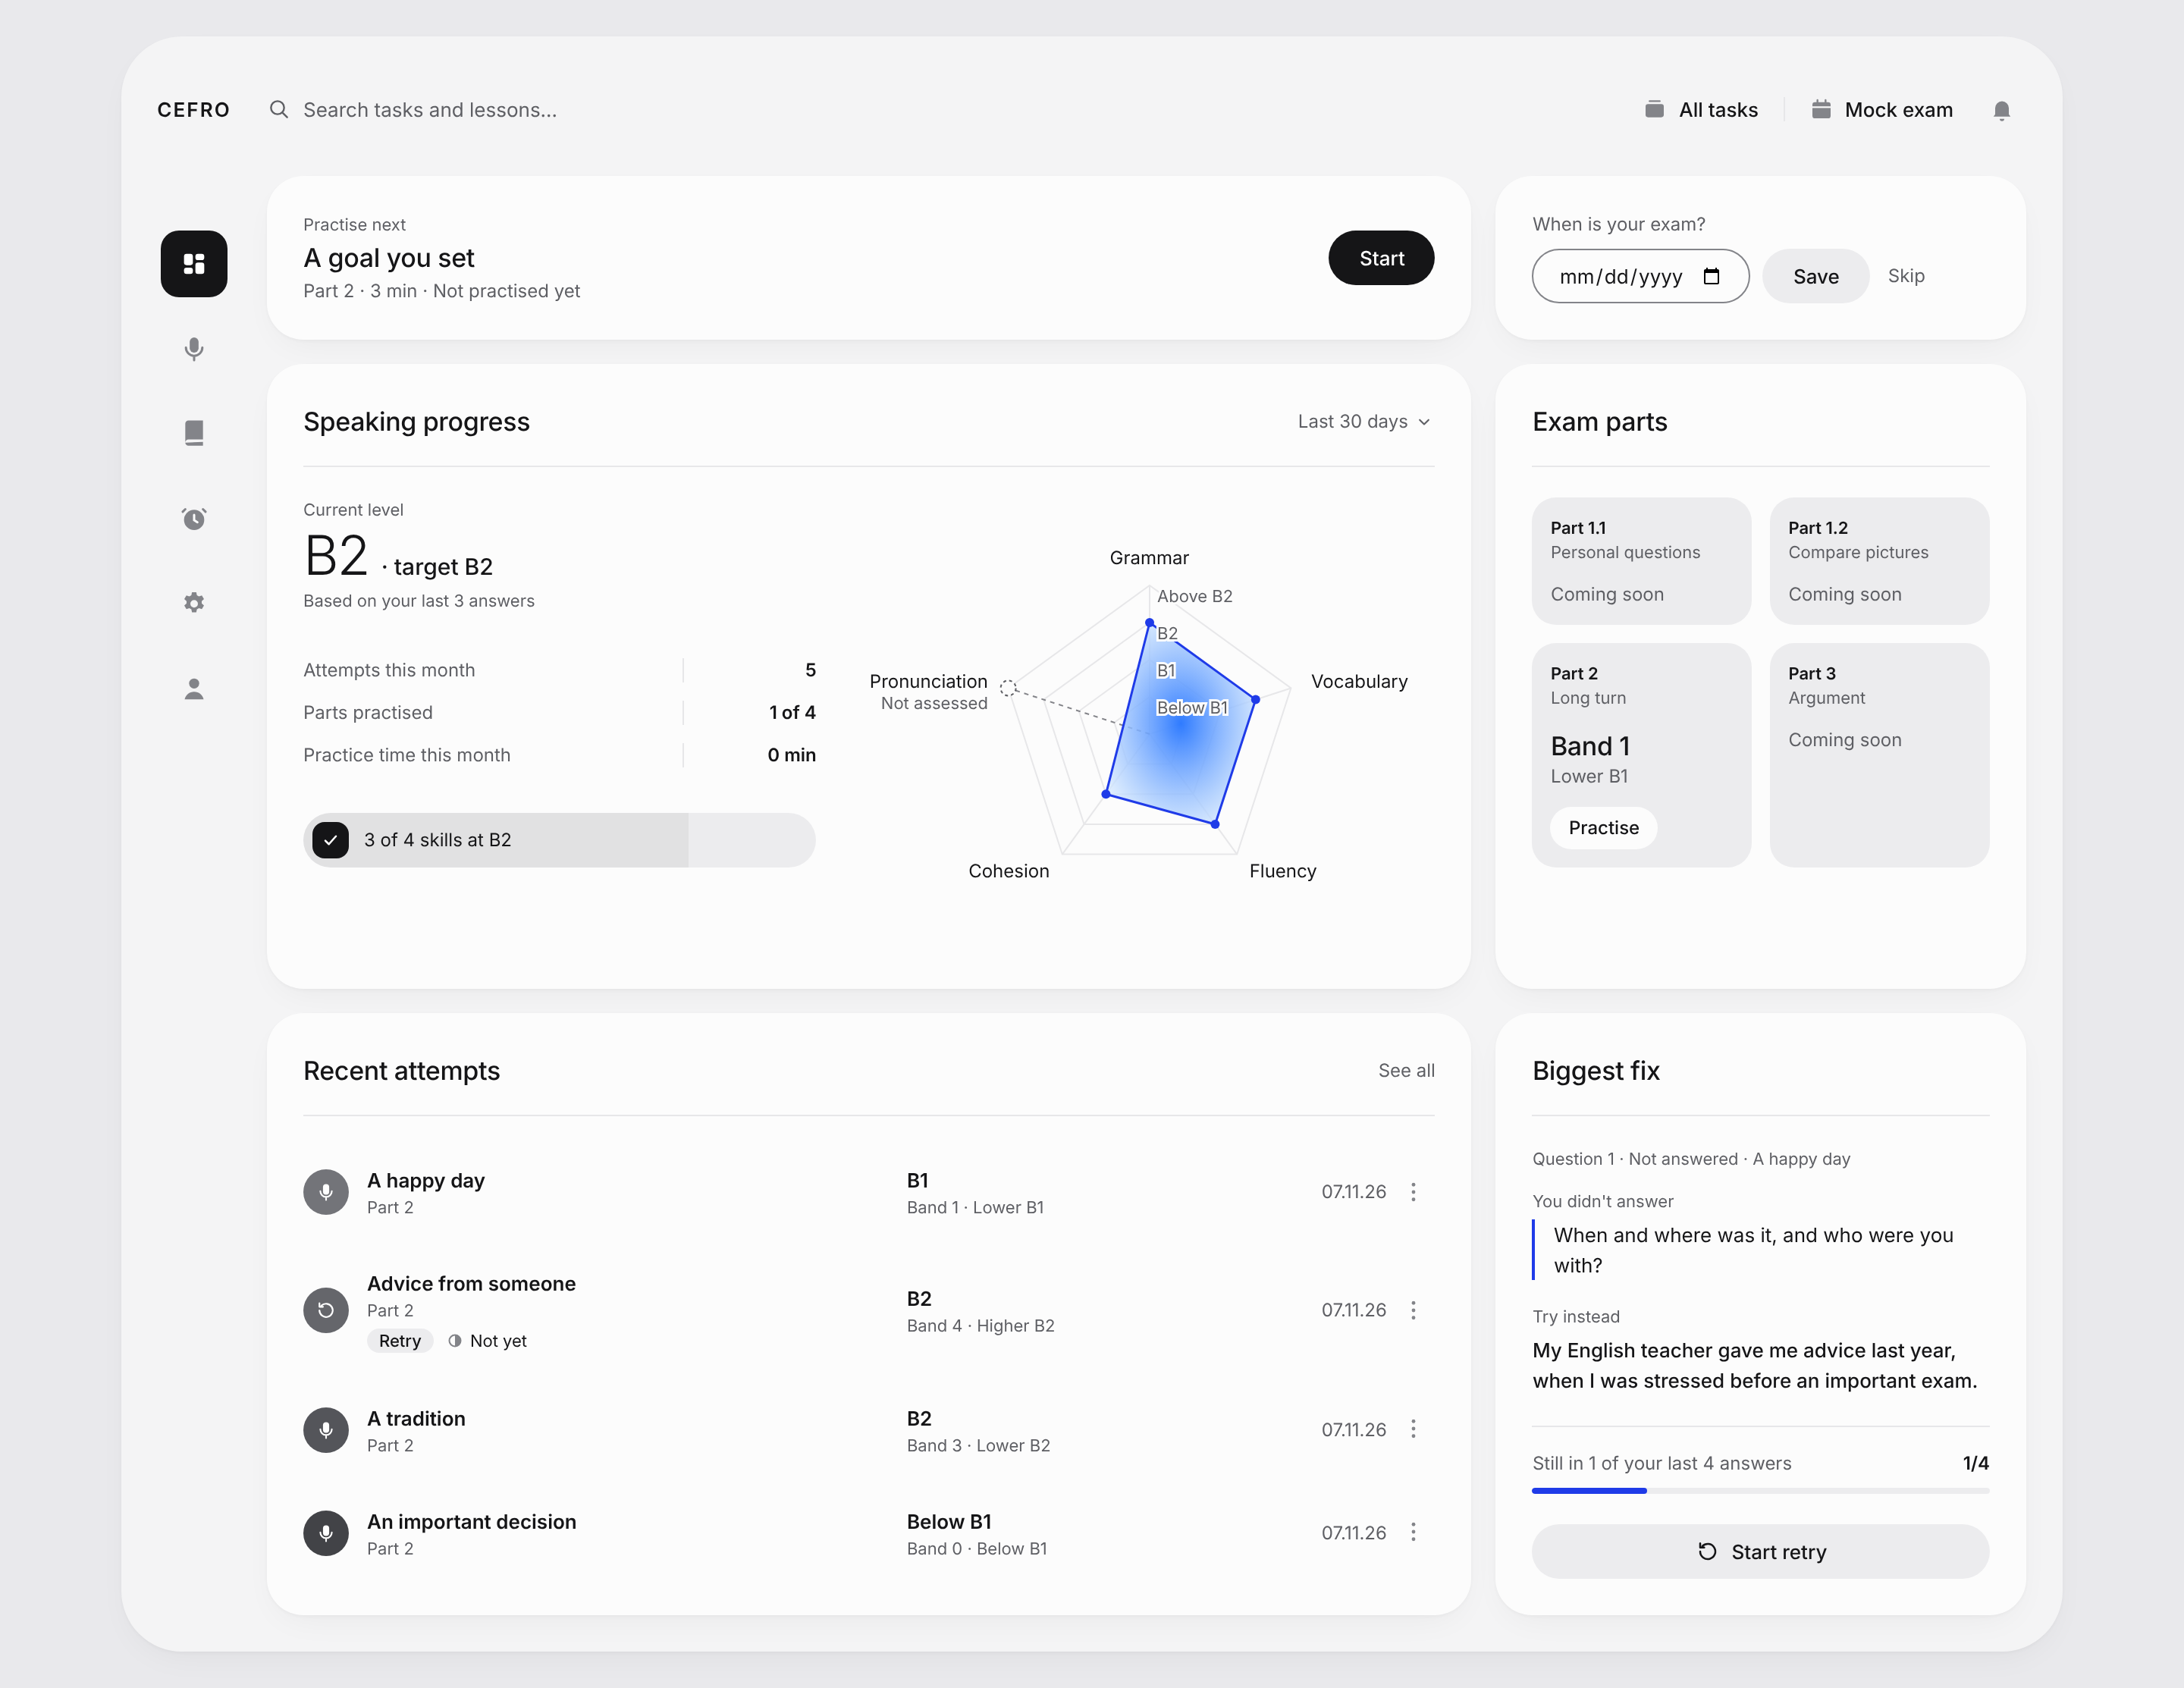 CEFRO
Search tasks and lessons...
All tasks
Mock exam
Practise next
A goal you set
Part 2 · 3 min · Not practised yet
Start
When is your exam?
mm/dd/yyyy
Save
Skip
Speaking progress
Last 30 days
Current level
B2 · target B2
Based on your last 3 answers
Attempts this month 5
Parts practised 1 of 4
Practice time this month 0 min
3 of 4 skills at B2
Grammar
Above B2
B2
B1
Below B1
Pronunciation
Not assessed
Vocabulary
Cohesion
Fluency
Exam parts
Part 1.1
Personal questions
Coming soon
Part 1.2
Compare pictures
Coming soon
Part 2
Long turn
Band 1
Lower B1
Practise
Part 3
Argument
Coming soon
Recent attempts
See all
A happy day
Part 2
B1
Band 1 · Lower B1
07.11.26
Advice from someone
Part 2
Retry
Not yet
B2
Band 4 · Higher B2
07.11.26
A tradition
Part 2
B2
Band 3 · Lower B2
07.11.26
An important decision
Part 2
Below B1
Band 0 · Below B1
07.11.26
Biggest fix
Question 1 · Not answered · A happy day
You didn't answer
When and where was it, and who were you
with?
Try instead
My English teacher gave me advice last year,
when I was stressed before an important exam.
Still in 1 of your last 4 answers 1/4
Start retry